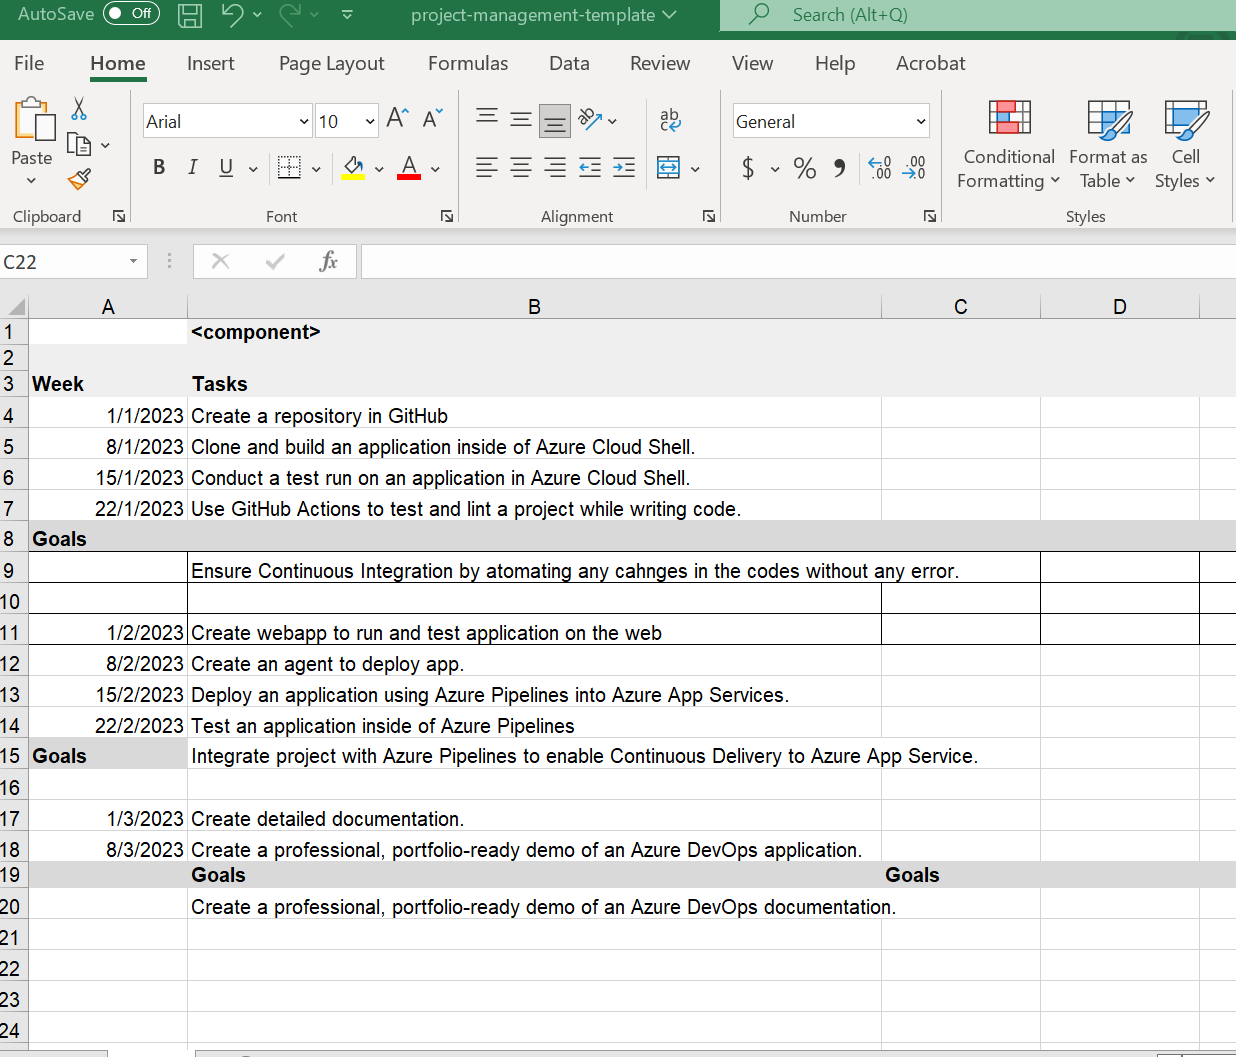 AutoSave Off project-management-template Search (Alt+Q)
File Home Insert Page Layout Formulas Data Review View Help Acrobat
Arial 10 A A ab c General
Paste B I U A $ % 9 ←0 .00 .00 →0 Conditional Formatting Format as Table Cell Styles
Clipboard Font Alignment Number Styles
C22 fx
A B C D
1 <component>
2
3 Week Tasks
4 1/1/2023 Create a repository in GitHub
5 8/1/2023 Clone and build an application inside of Azure Cloud Shell.
6 15/1/2023 Conduct a test run on an application in Azure Cloud Shell.
7 22/1/2023 Use GitHub Actions to test and lint a project while writing code.
8 Goals
9 Ensure Continuous Integration by atomating any cahnges in the codes without any error.
10
11 1/2/2023 Create webapp to run and test application on the web
12 8/2/2023 Create an agent to deploy app.
13 15/2/2023 Deploy an application using Azure Pipelines into Azure App Services.
14 22/2/2023 Test an application inside of Azure Pipelines
15 Goals Integrate project with Azure Pipelines to enable Continuous Delivery to Azure App Service.
16
17 1/3/2023 Create detailed documentation.
18 8/3/2023 Create a professional, portfolio-ready demo of an Azure DevOps application.
19 Goals Goals
20 Create a professional, portfolio-ready demo of an Azure DevOps documentation.
21
22
23
24